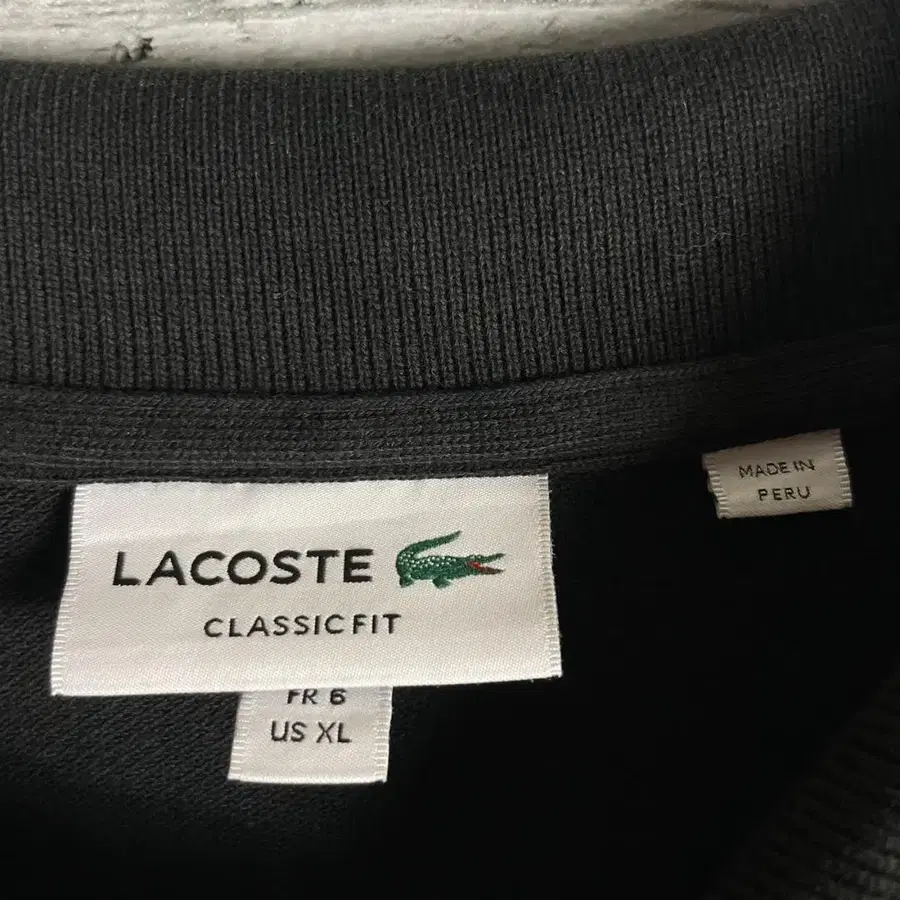 LACOSTE
CLASSIC FIT
FR 6
US XL
MADE IN
PERU